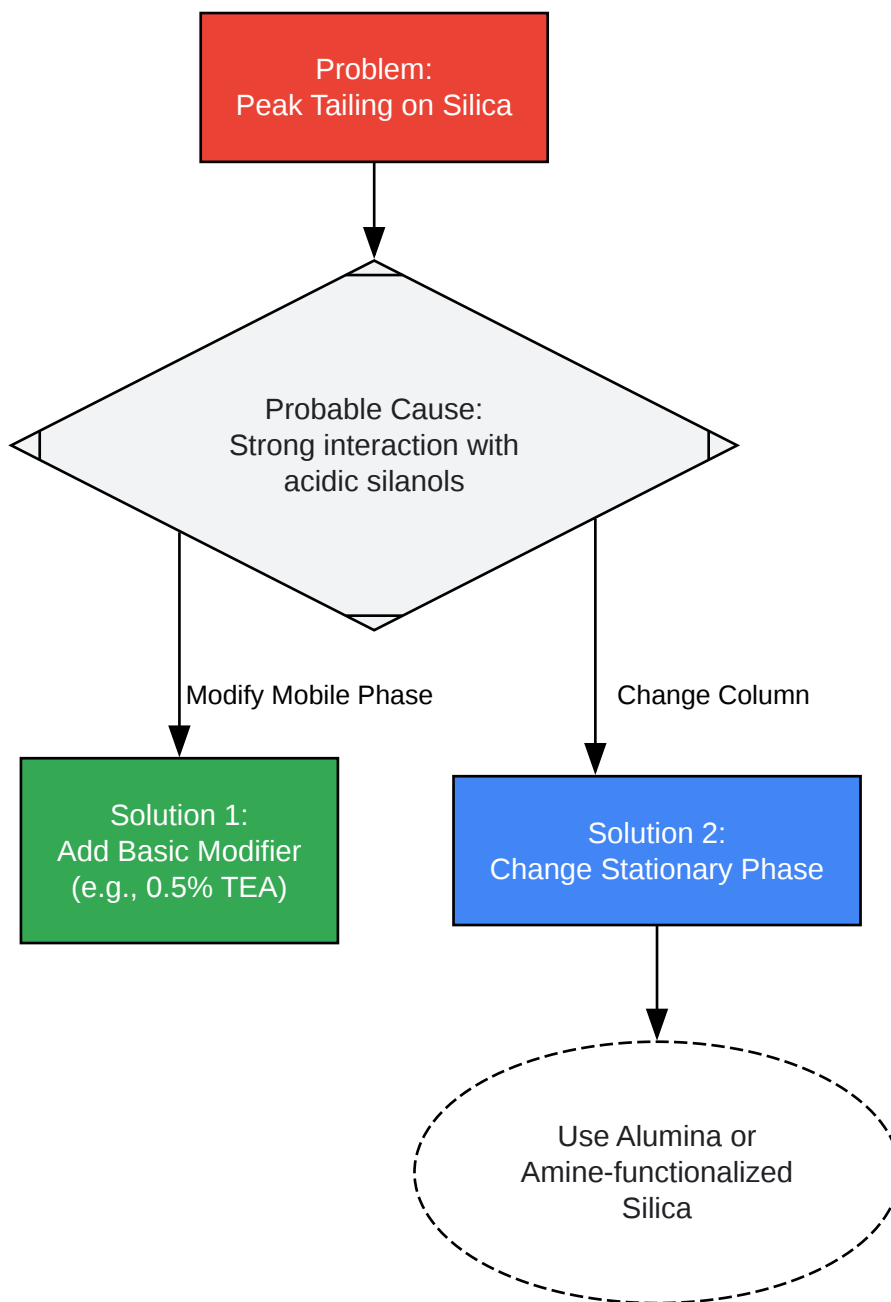 Problem:
Peak Tailing on Silica
Probable Cause:
Strong interaction with
acidic silanols
Modify Mobile Phase
Change Column
Solution 1:
Add Basic Modifier
(e.g., 0.5% TEA)
Solution 2:
Change Stationary Phase
Use Alumina or
Amine-functionalized
Silica